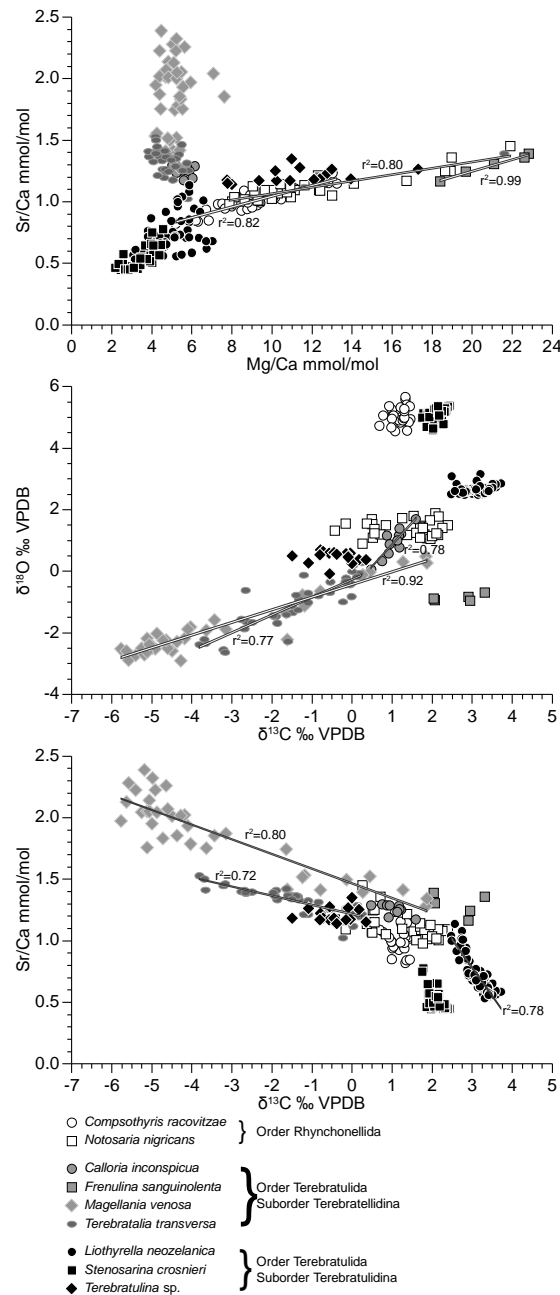 2.5
2.0
1.5
1.0
0.5
0.0
Sr/Ca mmol/mol
r²=0.80
r²=0.99
r²=0.82
0 2 4 6 8 10 12 14 16 18 20 22 24
Mg/Ca mmol/mol
6
4
2
0
-2
-4
δ¹⁸O ‰ VPDB
r²=0.78
r²=0.92
r²=0.77
-7 -6 -5 -4 -3 -2 -1 0 1 2 3 4 5
δ¹³C ‰ VPDB
2.5
2.0
1.5
1.0
0.5
0.0
Sr/Ca mmol/mol
r²=0.80
r²=0.72
r²=0.78
-7 -6 -5 -4 -3 -2 -1 0 1 2 3 4 5
δ¹³C ‰ VPDB
Compsothyris racovitzae
Notosaria nigricans
} Order Rhynchonellida
Calloria inconspicua
Frenulina sanguinolenta
Magellania venosa
Terebratalia transversa
} Order Terebratulida
Suborder Terebratellidina
Liothyrella neozelanica
Stenosarina crosnieri
Terebratulina sp.
} Order Terebratulida
Suborder Terebratulidina